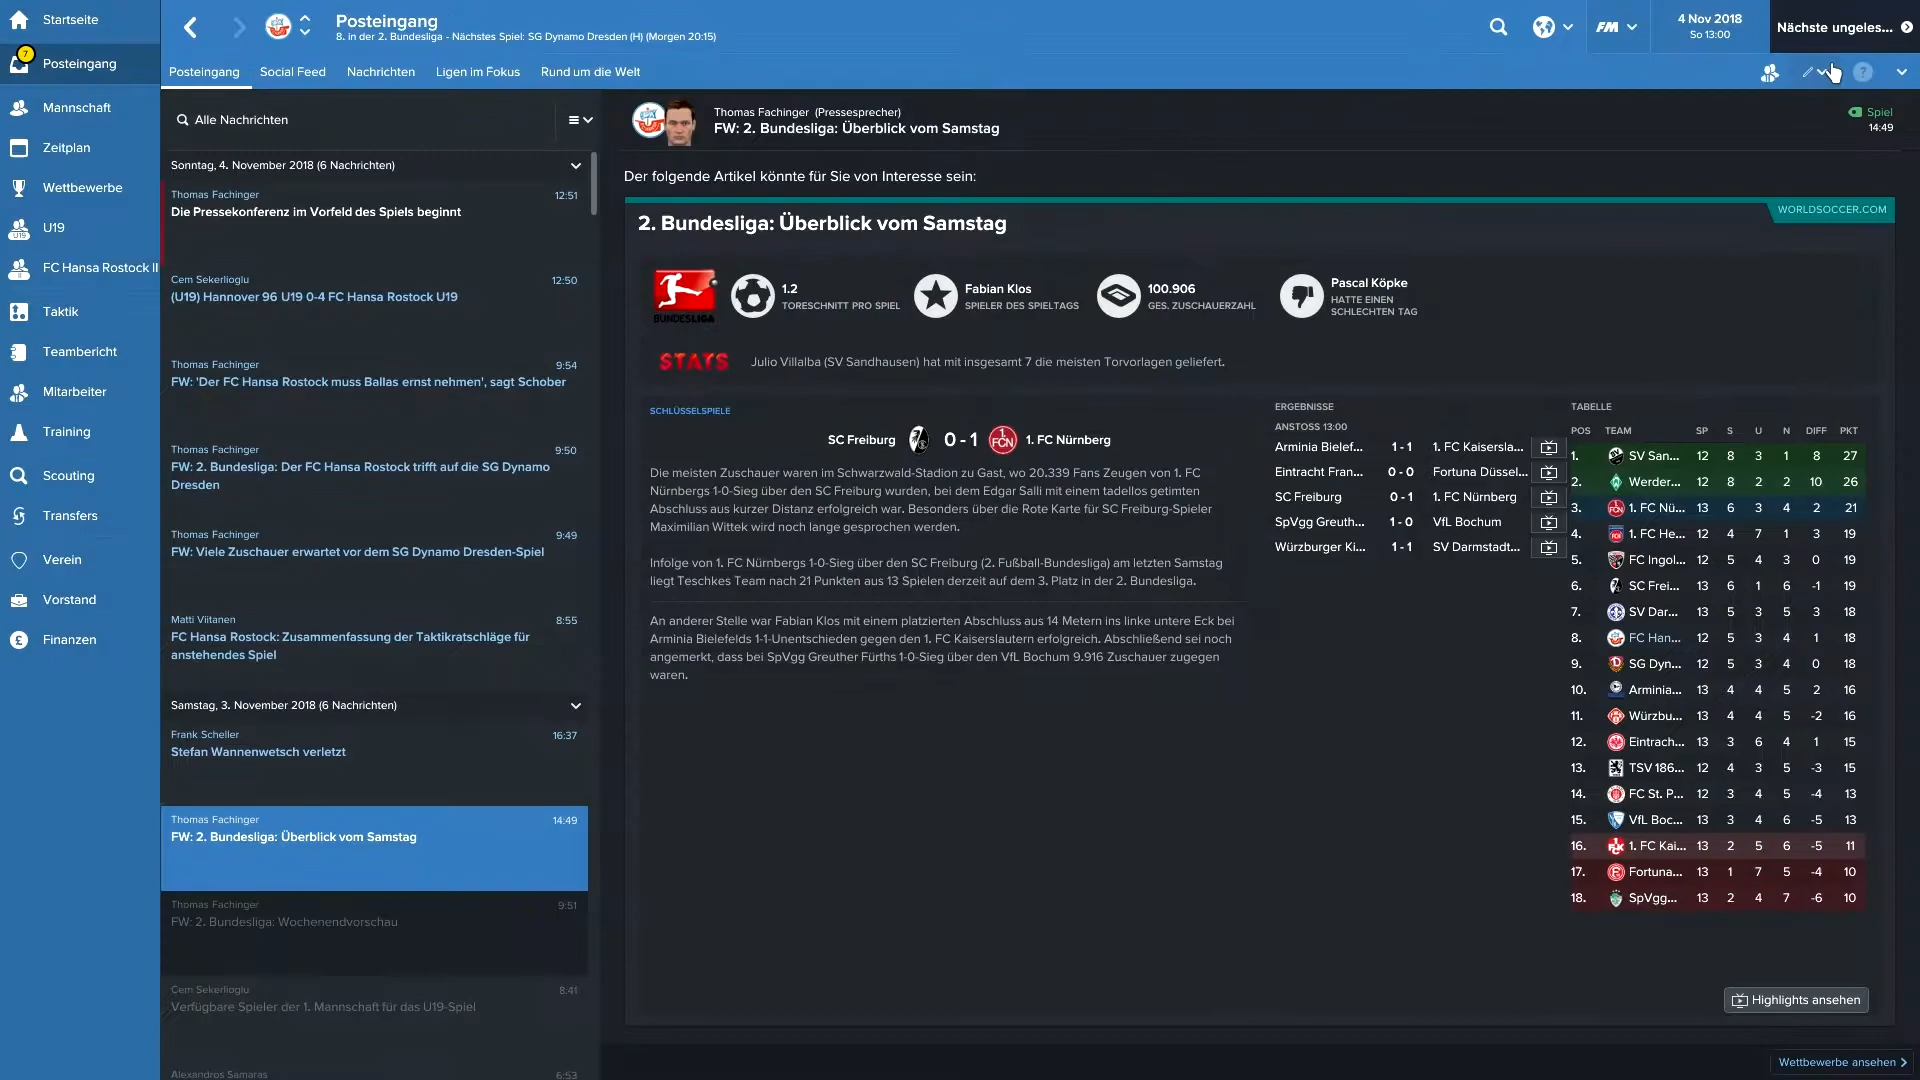 Startseite
7
Posteingang
Mannschaft
Zeitplan
Wettbewerbe
U19
FC Hansa Rostock II
Taktik
Teambericht
Mitarbeiter
Training
Scouting
Transfers
Verein
Vorstand
Finanzen
Posteingang
8. in der 2. Bundesliga - Nächstes Spiel: SG Dynamo Dresden (H) (Morgen 20:15)
FM
4 Nov 2018
So 13:00
Nächste ungeles...
Posteingang Social Feed Nachrichten Ligen im Fokus Rund um die Welt
Alle Nachrichten
Sonntag, 4. November 2018 (6 Nachrichten)
Thomas Fachinger 12:51
Die Pressekonferenz im Vorfeld des Spiels beginnt
Cem Sekerlioglu 12:50
(U19) Hannover 96 U19 0-4 FC Hansa Rostock U19
Thomas Fachinger 9:54
FW: 'Der FC Hansa Rostock muss Ballas ernst nehmen', sagt Schober
Thomas Fachinger 9:50
FW: 2. Bundesliga: Der FC Hansa Rostock trifft auf die SG Dynamo
Dresden
Thomas Fachinger 9:49
FW: Viele Zuschauer erwartet vor dem SG Dynamo Dresden-Spiel
Matti Viitanen 8:55
FC Hansa Rostock: Zusammenfassung der Taktikratschläge für
anstehendes Spiel
Samstag, 3. November 2018 (6 Nachrichten)
Frank Scheller 16:37
Stefan Wannenwetsch verletzt
Thomas Fachinger 14:49
FW: 2. Bundesliga: Überblick vom Samstag
Thomas Fachinger 9:51
FW: 2. Bundesliga: Wochenendvorschau
Cem Sekerlioglu 8:41
Verfügbare Spieler der 1. Mannschaft für das U19-Spiel
Alexandros Samaras 6:53
Thomas Fachinger (Pressesprecher)
FW: 2. Bundesliga: Überblick vom Samstag
Spiel
14:49
Der folgende Artikel könnte für Sie von Interesse sein:
WORLDSOCCER.COM
2. Bundesliga: Überblick vom Samstag
BUNDESLIGA
1.2
TORESCHNITT PRO SPIEL
Fabian Klos
SPIELER DES SPIELTAGS
100.906
GES. ZUSCHAUERZAHL
Pascal Köpke
HATTE EINEN
SCHLECHTEN TAG
STATS
Julio Villalba (SV Sandhausen) hat mit insgesamt 7 die meisten Torvorlagen geliefert.
SCHLÜSSELSPIELE
SC Freiburg 0 - 1 1. FC Nürnberg
Die meisten Zuschauer waren im Schwarzwald-Stadion zu Gast, wo 20.339 Fans Zeugen von 1. FC
Nürnbergs 1-0-Sieg über den SC Freiburg wurden, bei dem Edgar Salli mit einem tadellos getimten
Abschluss aus kurzer Distanz erfolgreich war. Besonders über die Rote Karte für SC Freiburg-Spieler
Maximilian Wittek wird noch lange gesprochen werden.
Infolge von 1. FC Nürnbergs 1-0-Sieg über den SC Freiburg (2. Fußball-Bundesliga) am letzten Samstag
liegt Teschkes Team nach 21 Punkten aus 13 Spielen derzeit auf dem 3. Platz in der 2. Bundesliga.
An anderer Stelle war Fabian Klos mit einem platzierten Abschluss aus 14 Metern ins linke untere Eck bei
Arminia Bielefelds 1-1-Unentschieden gegen den 1. FC Kaiserslautern erfolgreich. Abschließend sei noch
angemerkt, dass bei SpVgg Greuther Fürths 1-0-Sieg über den VfL Bochum 9.916 Zuschauer zugegen
waren.
ERGEBNISSE
ANSTOSS 13:00
Arminia Bielef... 1 - 1 1. FC Kaisersla...
Eintracht Fran... 0 - 0 Fortuna Düssel...
SC Freiburg 0 - 1 1. FC Nürnberg
SpVgg Greuth... 1 - 0 VfL Bochum
Würzburger Ki... 1 - 1 SV Darmstadt...
TABELLE
POS TEAM SP S U N DIFF PKT
1. SV San... 12 8 3 1 8 27
2. Werder... 12 8 2 2 10 26
3. 1. FC Nü... 13 6 3 4 2 21
4. 1. FC He... 12 4 7 1 3 19
5. FC Ingol... 12 5 4 3 0 19
6. SC Frei... 13 6 1 6 -1 19
7. SV Dar... 13 5 3 5 3 18
8. FC Han... 12 5 3 4 1 18
9. SG Dyn... 12 5 3 4 0 18
10. Arminia... 13 4 4 5 2 16
11. Würzbu... 13 4 4 5 -2 16
12. Eintrach... 13 3 6 4 1 15
13. TSV 186... 12 4 3 5 -3 15
14. FC St. P... 12 3 4 5 -4 13
15. VfL Boc... 13 3 4 6 -5 13
16. 1. FC Kai... 13 2 5 6 -5 11
17. Fortuna... 13 1 7 5 -4 10
18. SpVgg... 13 2 4 7 -6 10
Highlights ansehen
Wettbewerbe ansehen